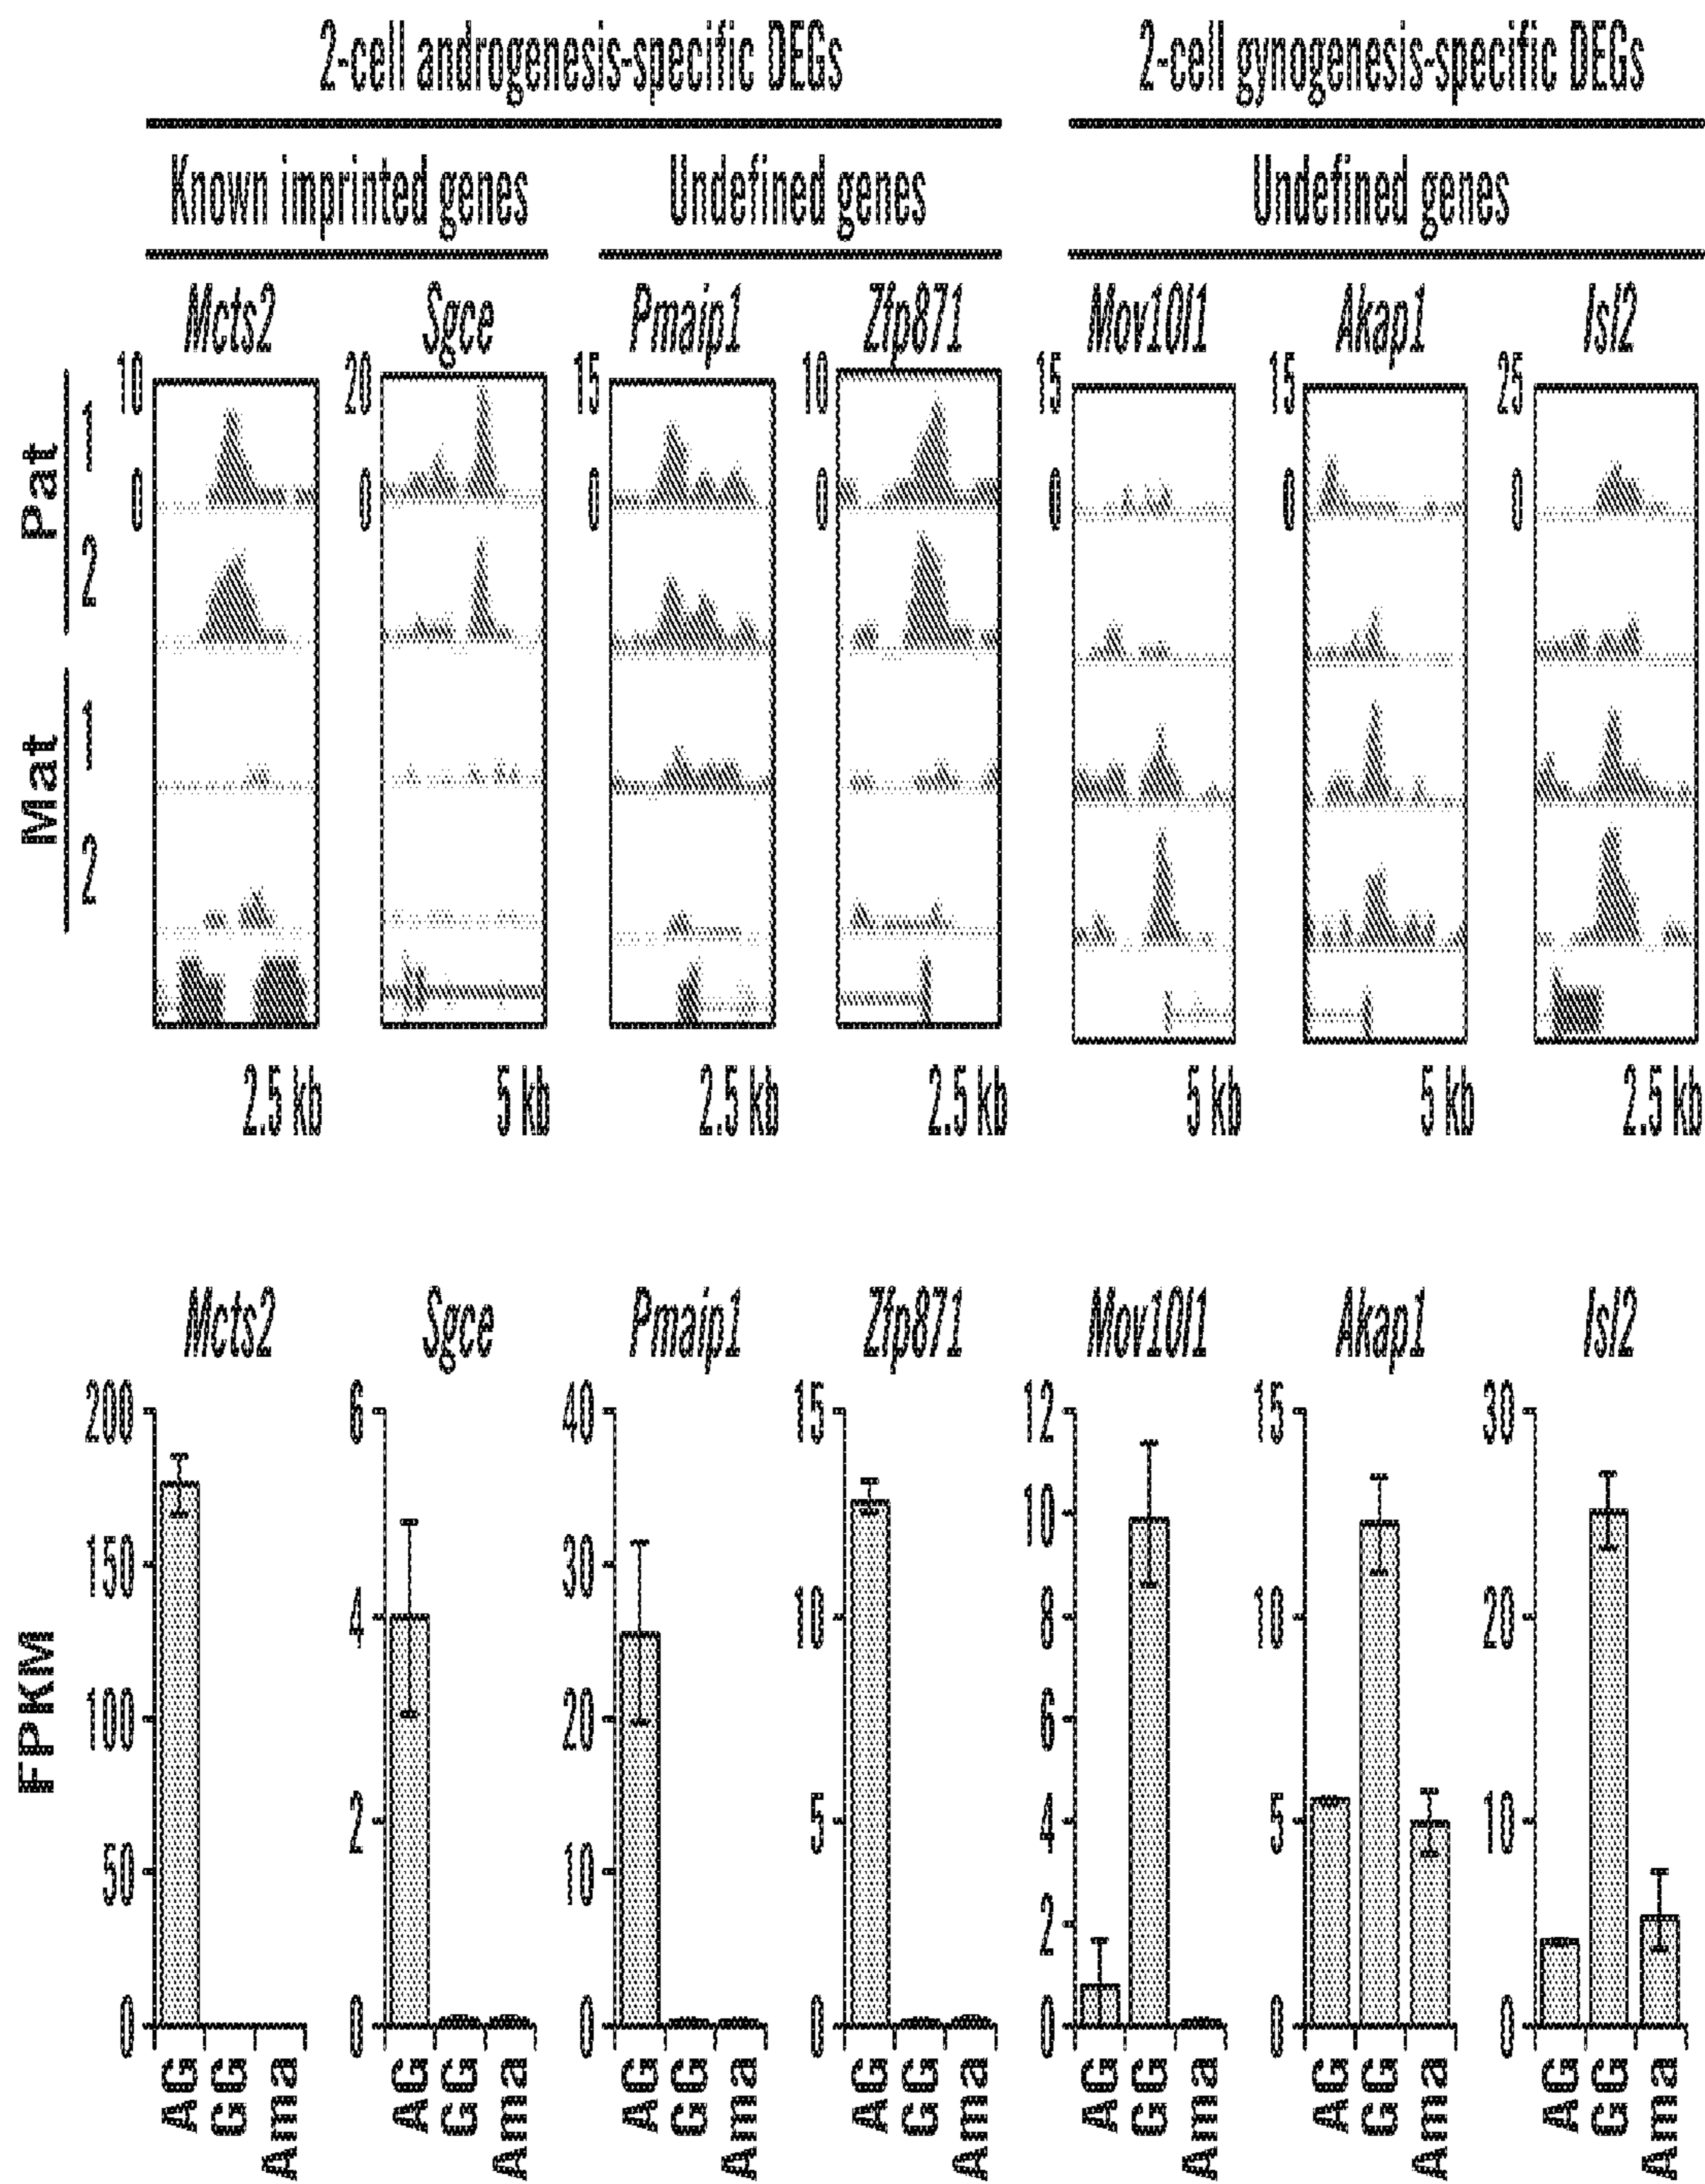 2-cell androgenesis-specific DEGs 2-cell gynogenesis-specific DEGs
Known imprinted genes Undefined genes Undefined genes
Mcts2 Sgce Pmaip1 Zfp871 Mov10l1 Akap1 Isl2
10 20 15 10 15 15 25
0 0 0 0 0 0 0
Pat
1
2
Mat
1
2
2.5 kb 5 kb 2.5 kb 2.5 kb 5 kb 5 kb 2.5 kb
Mcts2 Sgce Pmaip1 Zfp871 Mov10l1 Akap1 Isl2
FPKM
200 150 100 50 0
6 4 2 0
40 30 20 10 0
15 10 5 0
12 10 8 6 4 2 0
15 10 5 0
30 20 10 0
AG GG Ama AG GG Ama AG GG Ama AG GG Ama AG GG Ama AG GG Ama AG GG Ama